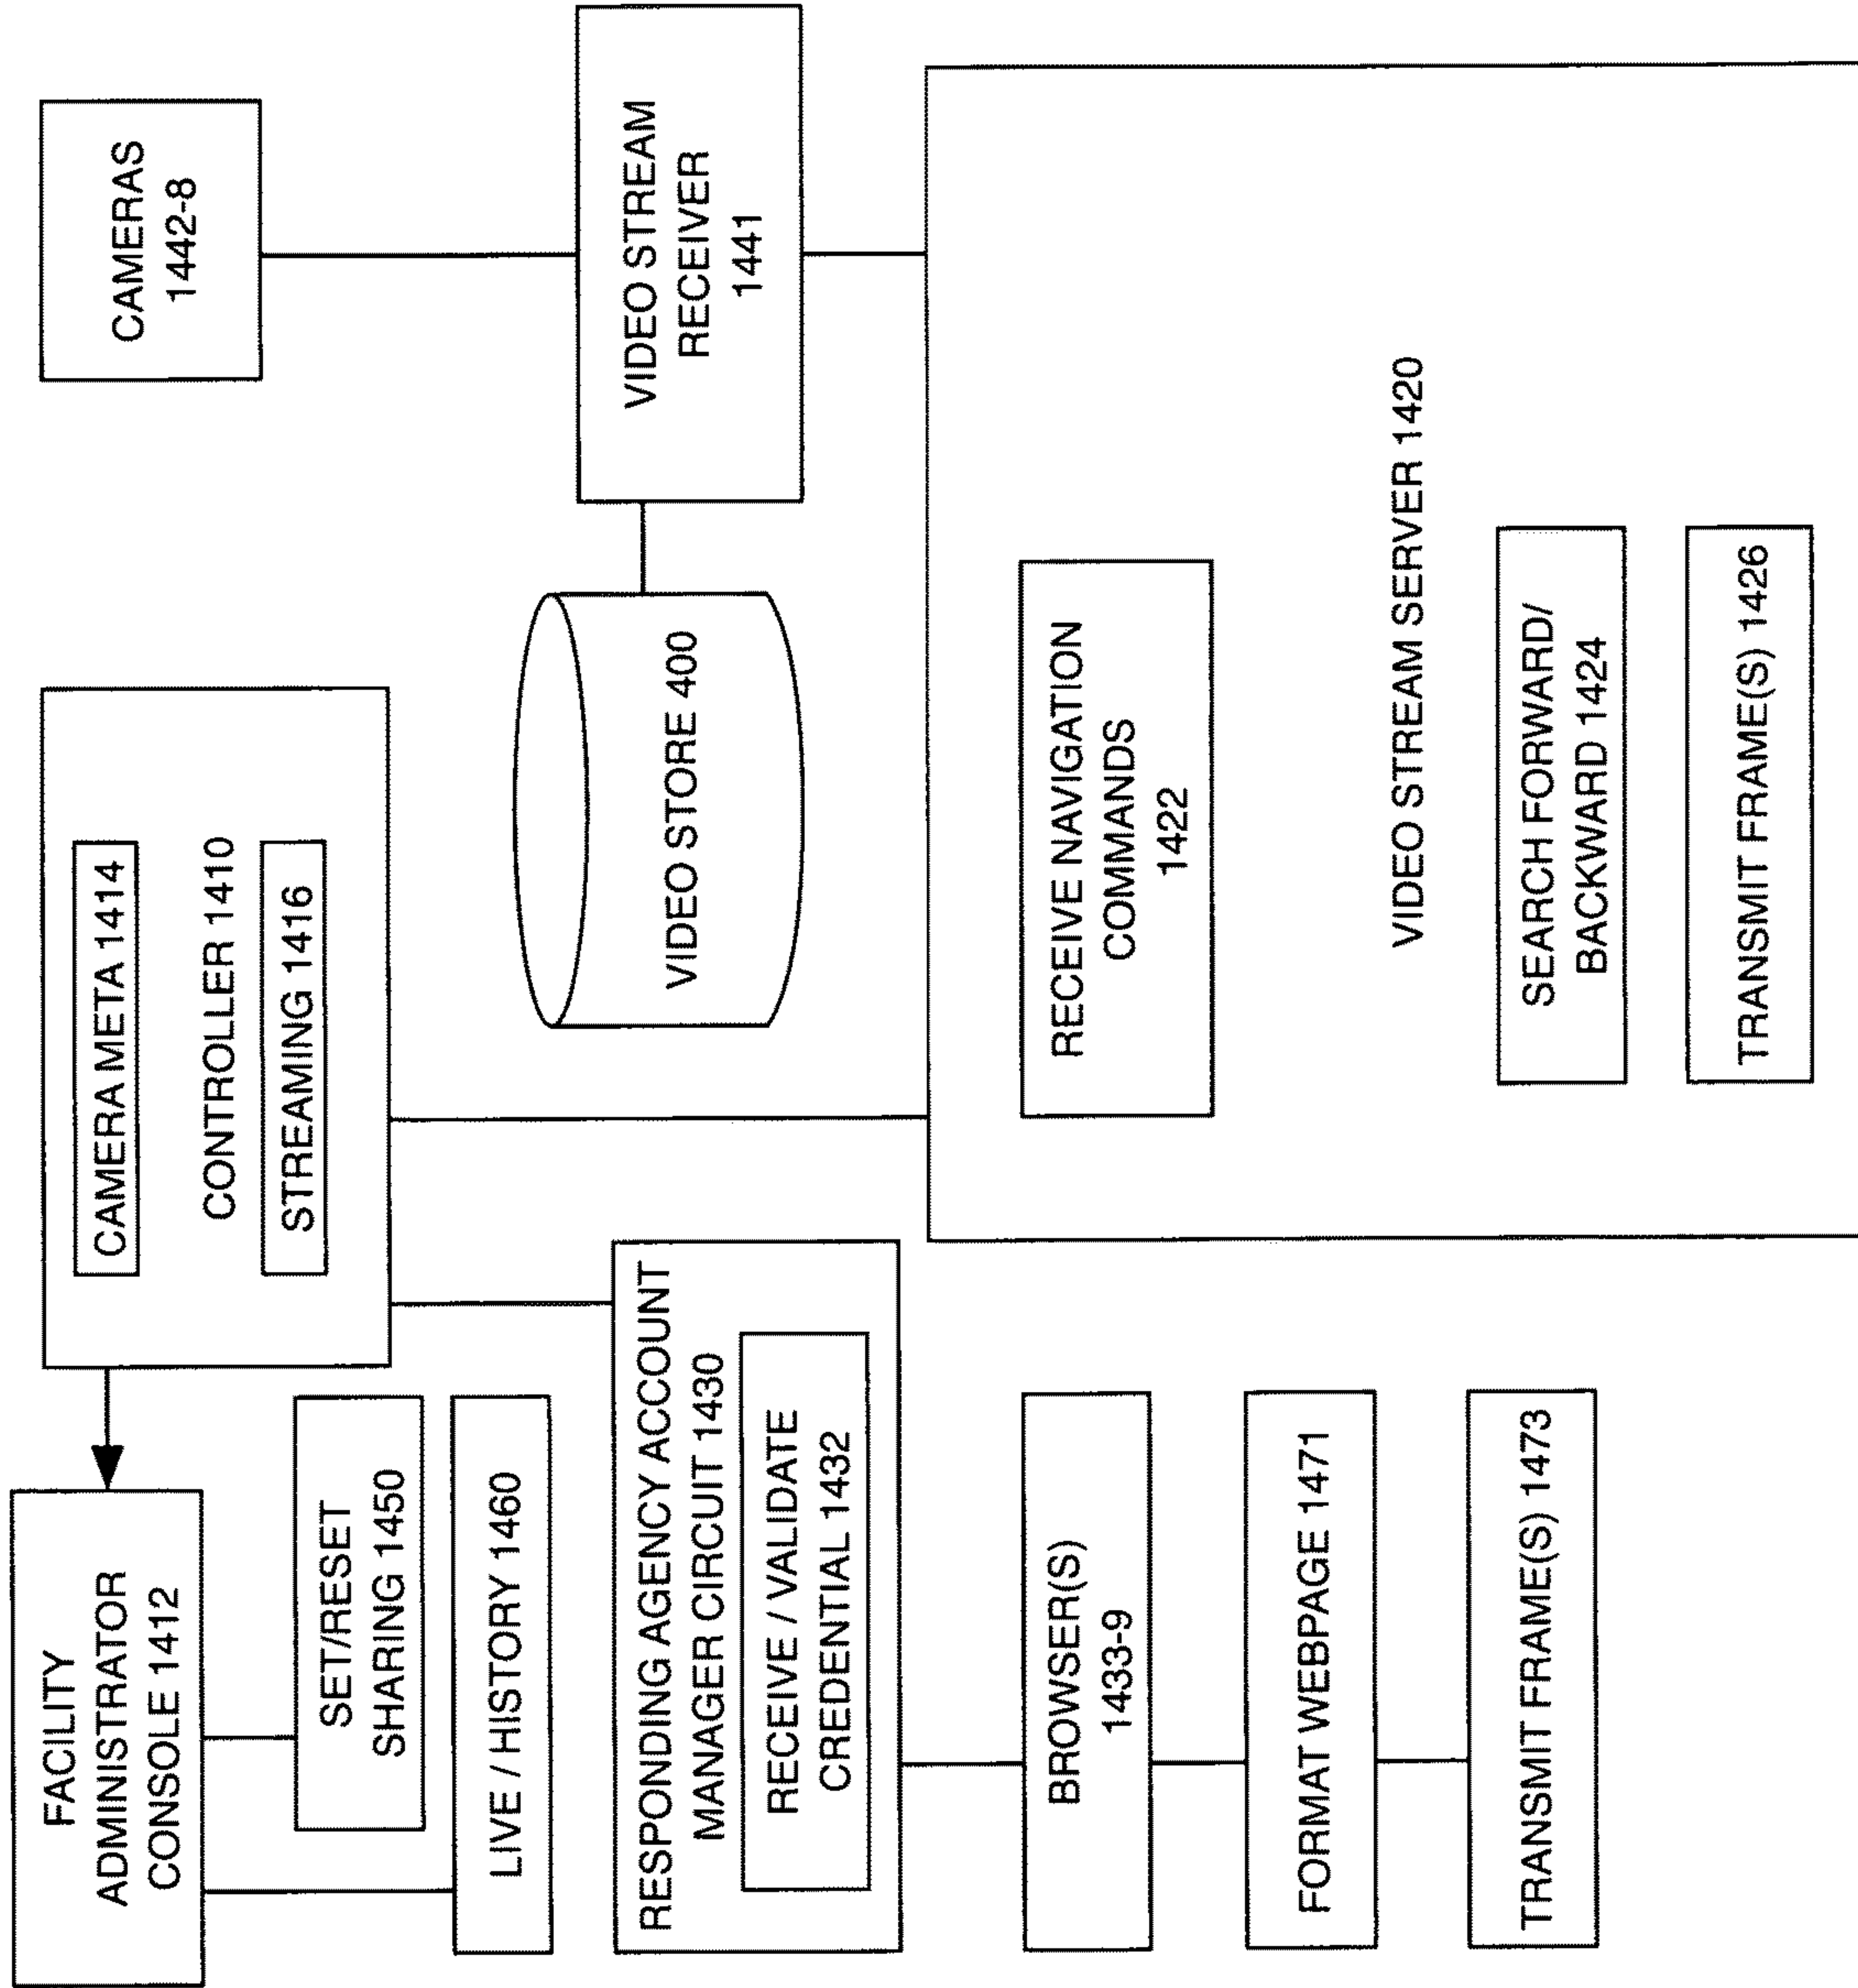 FACILITY
ADMINISTRATOR
CONSOLE 1412
SET/RESET
SHARING 1450
LIVE / HISTORY 1460
CAMERA META 1414
CONTROLLER 1410
STREAMING 1416
CAMERAS
1442-8
VIDEO STREAM
RECEIVER
1441
VIDEO STORE 400
RESPONDING AGENCY ACCOUNT
MANAGER CIRCUIT 1430
RECEIVE / VALIDATE
CREDENTIAL 1432
BROWSER(S)
1433-9
FORMAT WEBPAGE 1471
TRANSMIT FRAME(S) 1473
RECEIVE NAVIGATION
COMMANDS
1422
VIDEO STREAM SERVER 1420
SEARCH FORWARD/
BACKWARD 1424
TRANSMIT FRAME(S) 1426